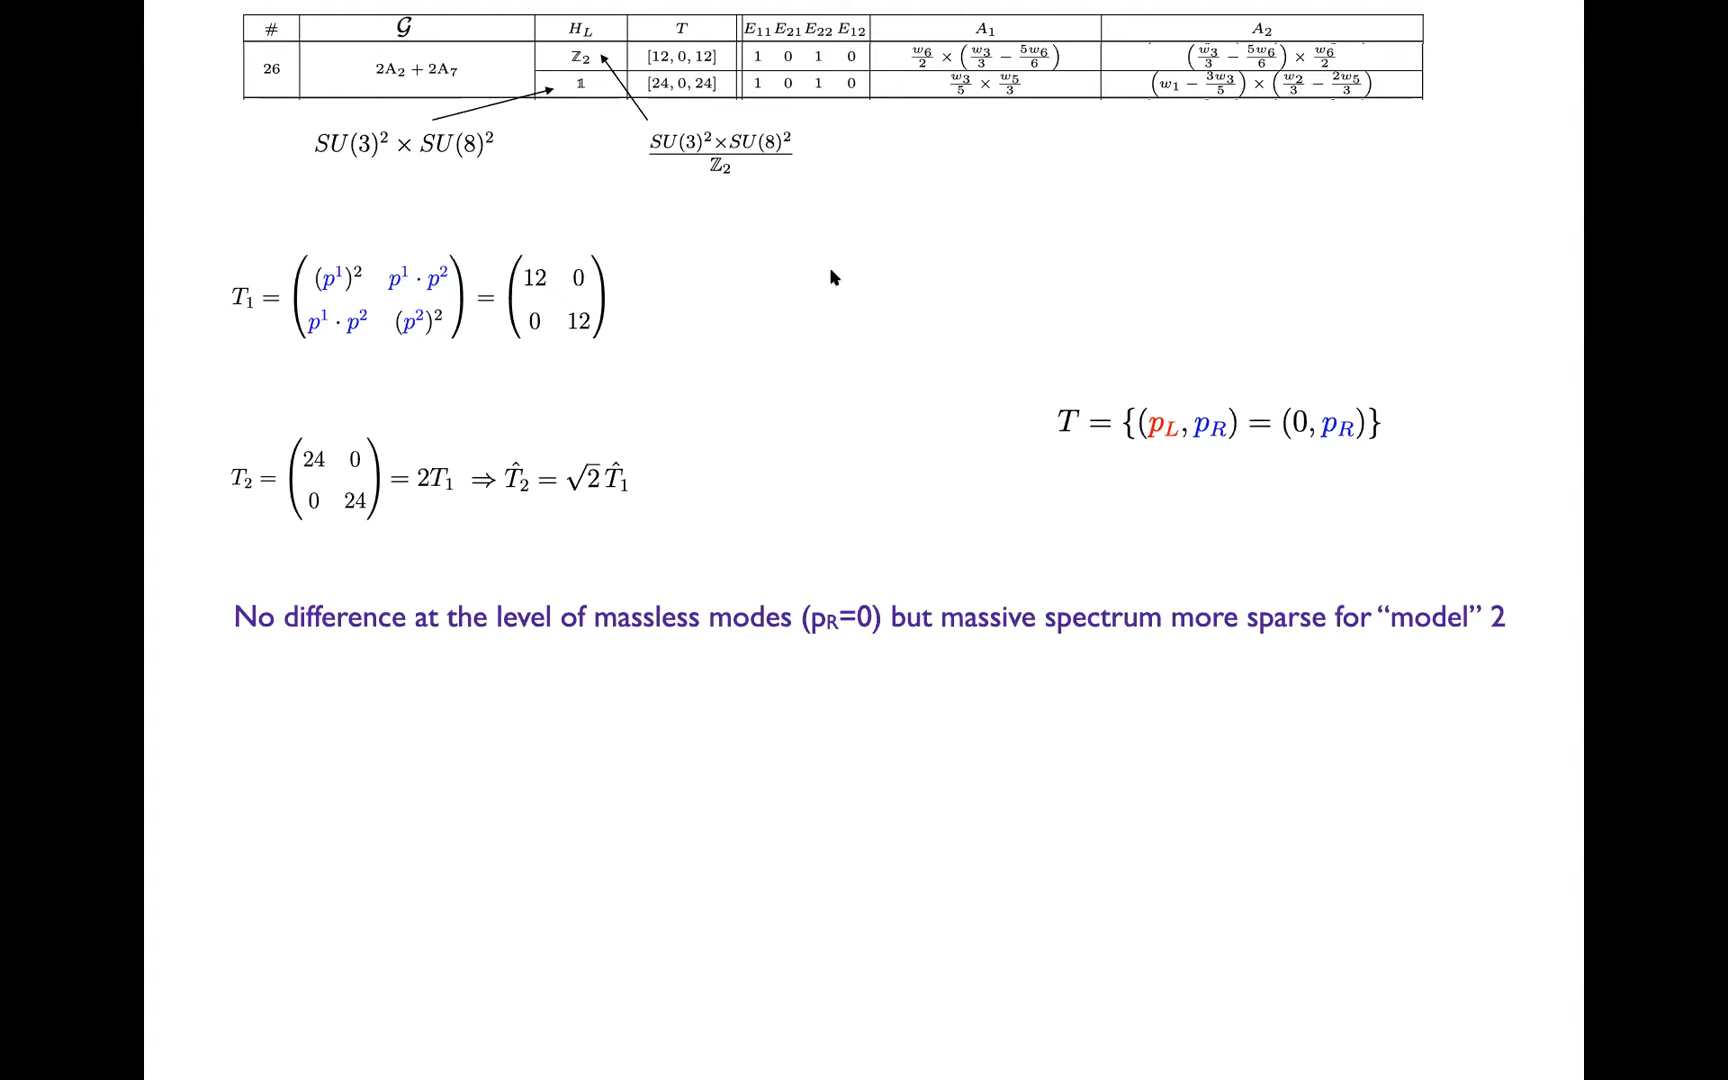 # 𝒢 H_L T E₁₁ E₂₁ E₂₂ E₁₂ A₁ A₂
26 2A₂ + 2A₇ ℤ₂ [12, 0, 12] 1 0 1 0 w₆/2 × (w₃/3 − 5w₆/6) (w₃/3 − 5w₆/6) × w₆/2
𝟙 [24, 0, 24] 1 0 1 0 w₃/5 × w₅/3 (w₁ − 3w₃/5) × (w₂/3 − 2w₅/3)
SU(3)² × SU(8)² SU(3)²×SU(8)²/ℤ₂
T₁ = ( (p¹)² p¹ · p² ; p¹ · p² (p²)² ) = ( 12 0 ; 0 12 )
T = {(p_L, p_R) = (0, p_R)}
T₂ = ( 24 0 ; 0 24 ) = 2T₁ ⇒ T̂₂ = √2 T̂₁
No difference at the level of massless modes (p_R=0) but massive spectrum more sparse for “model” 2